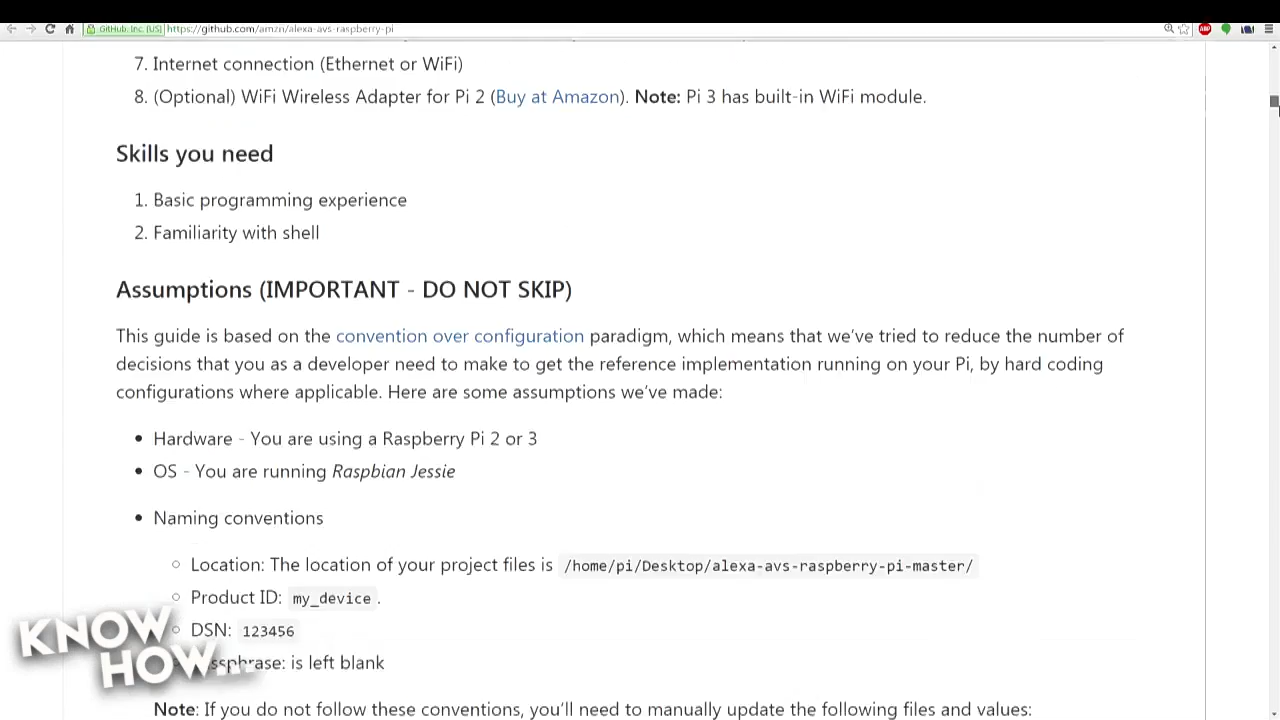 GitHub, Inc. [US] https://github.com/amzn/alexa-avs-raspberry-pi
ABP
7. Internet connection (Ethernet or WiFi)
8. (Optional) WiFi Wireless Adapter for Pi 2 (Buy at Amazon). Note: Pi 3 has built-in WiFi module.
Skills you need
1. Basic programming experience
2. Familiarity with shell
Assumptions (IMPORTANT - DO NOT SKIP)
This guide is based on the convention over configuration paradigm, which means that we've tried to reduce the number of
decisions that you as a developer need to make to get the reference implementation running on your Pi, by hard coding
configurations where applicable. Here are some assumptions we've made:
• Hardware - You are using a Raspberry Pi 2 or 3
• OS - You are running Raspbian Jessie
• Naming conventions
○ Location: The location of your project files is /home/pi/Desktop/alexa-avs-raspberry-pi-master/
○ Product ID: my_device .
○ DSN: 123456
ssphrase: is left blank
Note: If you do not follow these conventions, you'll need to manually update the following files and values:
KNOW
HOW...